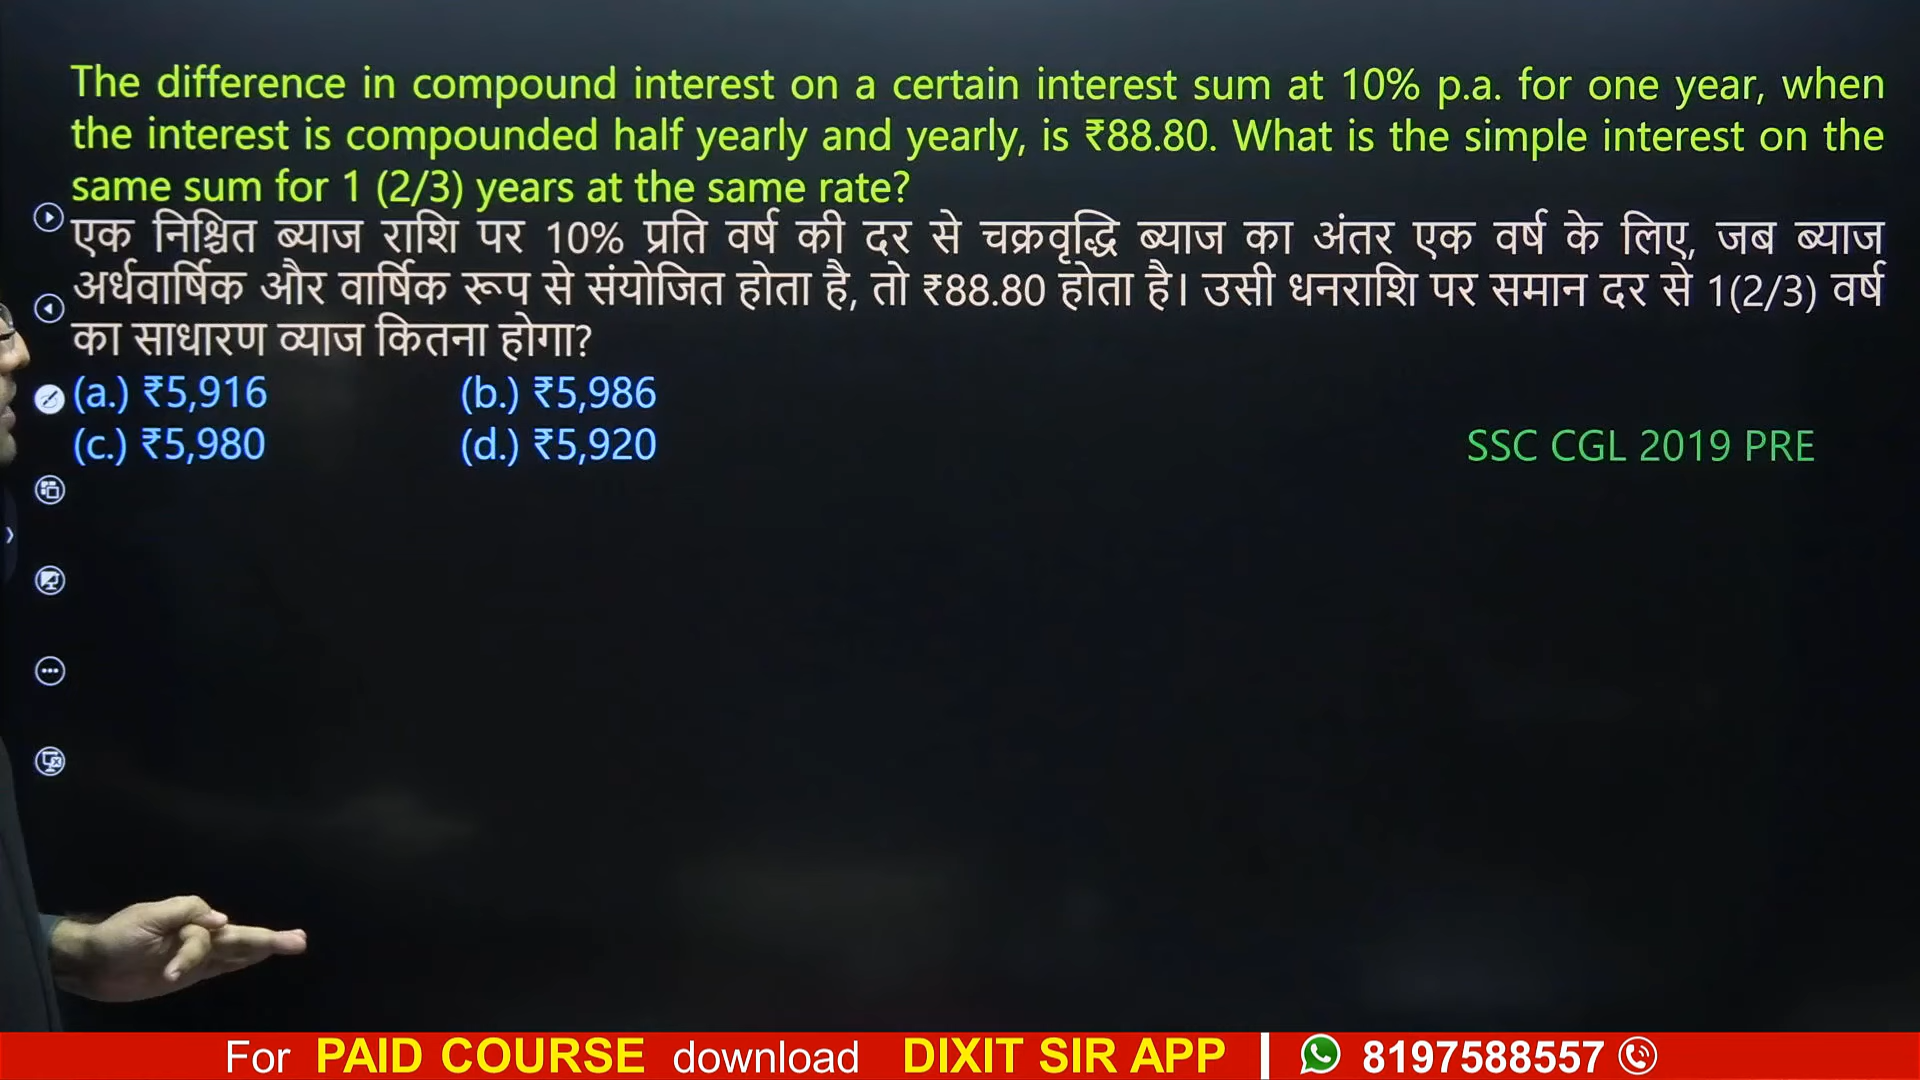 The difference in compound interest on a certain interest sum at 10% p.a. for one year, when
the interest is compounded half yearly and yearly, is ₹88.80. What is the simple interest on the
same sum for 1 (2/3) years at the same rate?
एक निश्चित ब्याज राशि पर 10% प्रति वर्ष की दर से चक्रवृद्धि ब्याज का अंतर एक वर्ष के लिए, जब ब्याज
अर्धवार्षिक और वार्षिक रूप से संयोजित होता है, तो ₹88.80 होता है। उसी धनराशि पर समान दर से 1(2/3) वर्ष
का साधारण व्याज कितना होगा?
(a.) ₹5,916 (b.) ₹5,986
(c.) ₹5,980 (d.) ₹5,920
SSC CGL 2019 PRE
For PAID COURSE download DIXIT SIR APP | 8197588557